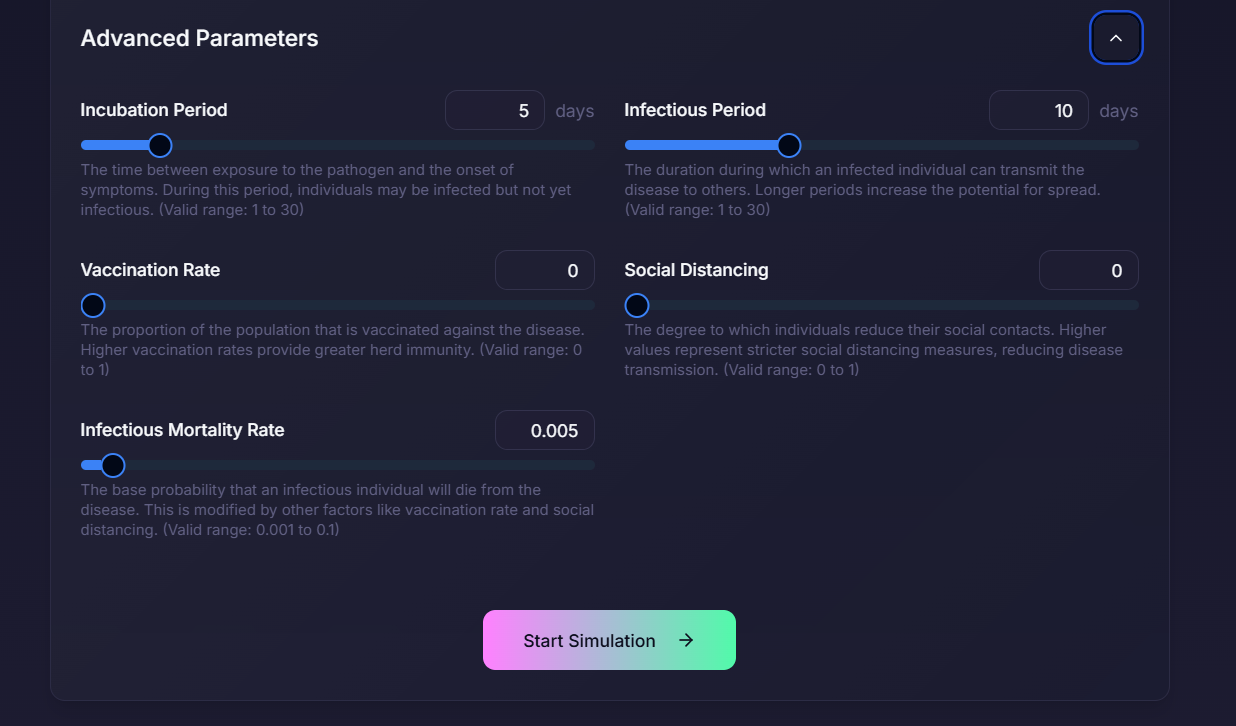 Advanced Parameters
Incubation Period 5 days
The time between exposure to the pathogen and the onset of
symptoms. During this period, individuals may be infected but not yet
infectious. (Valid range: 1 to 30)
Infectious Period 10 days
The duration during which an infected individual can transmit the
disease to others. Longer periods increase the potential for spread.
(Valid range: 1 to 30)
Vaccination Rate 0
The proportion of the population that is vaccinated against the disease.
Higher vaccination rates provide greater herd immunity. (Valid range: 0
to 1)
Social Distancing 0
The degree to which individuals reduce their social contacts. Higher
values represent stricter social distancing measures, reducing disease
transmission. (Valid range: 0 to 1)
Infectious Mortality Rate 0.005
The base probability that an infectious individual will die from the
disease. This is modified by other factors like vaccination rate and social
distancing. (Valid range: 0.001 to 0.1)
Start Simulation →